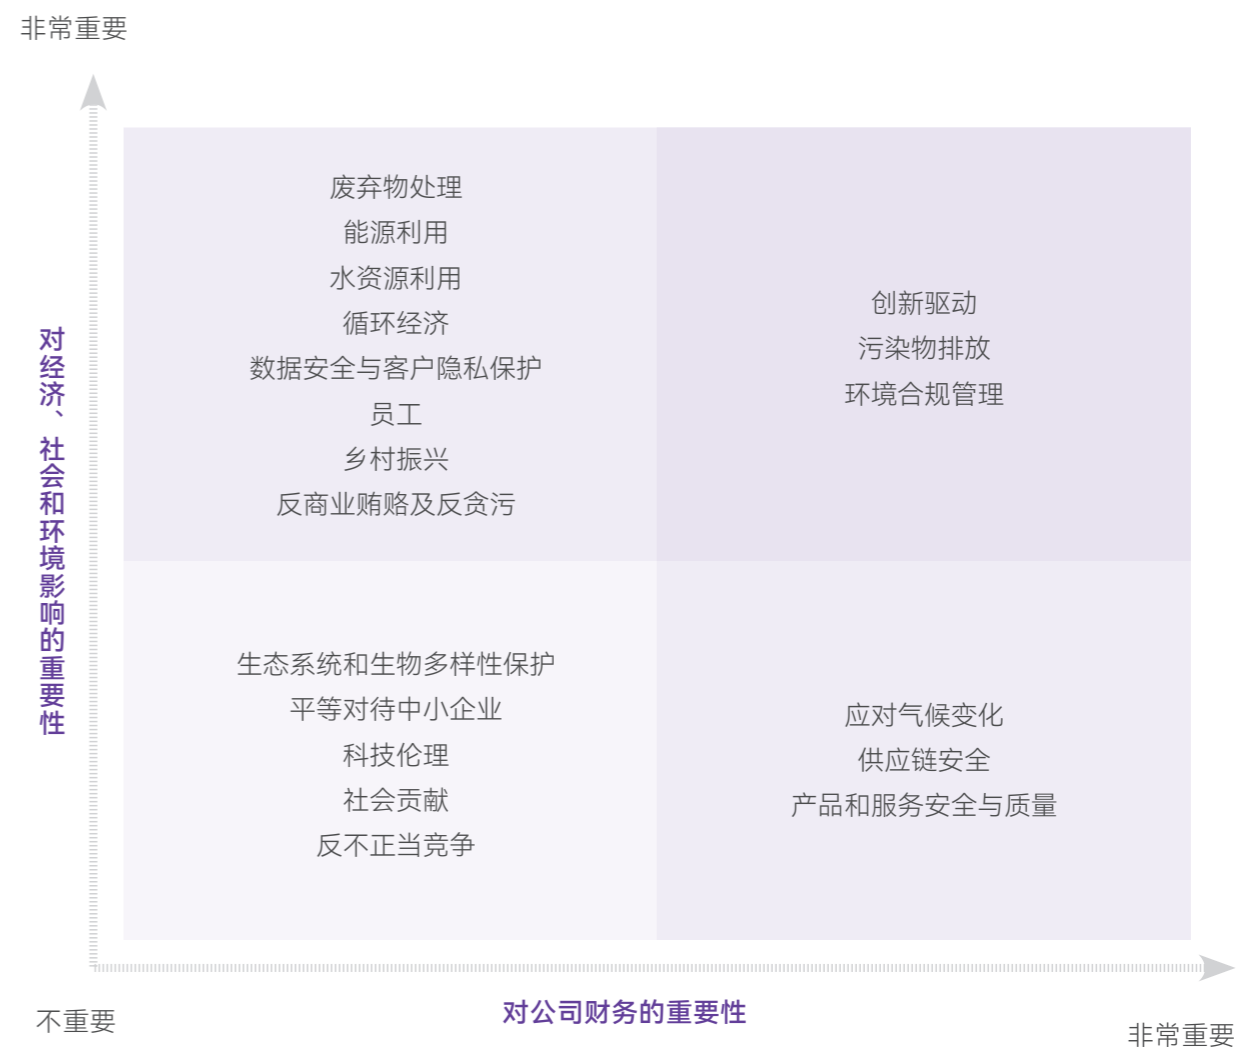 非常重要
对经济、社会和环境影响的重要性
废弃物处理
能源利用
水资源利用
循环经济
数据安全与客户隐私保护
员工
乡村振兴
反商业贿赂及反贪污
创新驱动
污染物排放
环境合规管理
生态系统和生物多样性保护
平等对待中小企业
科技伦理
社会贡献
反不正当竞争
应对气候变化
供应链安全
产品和服务安全与质量
不重要
对公司财务的重要性
非常重要